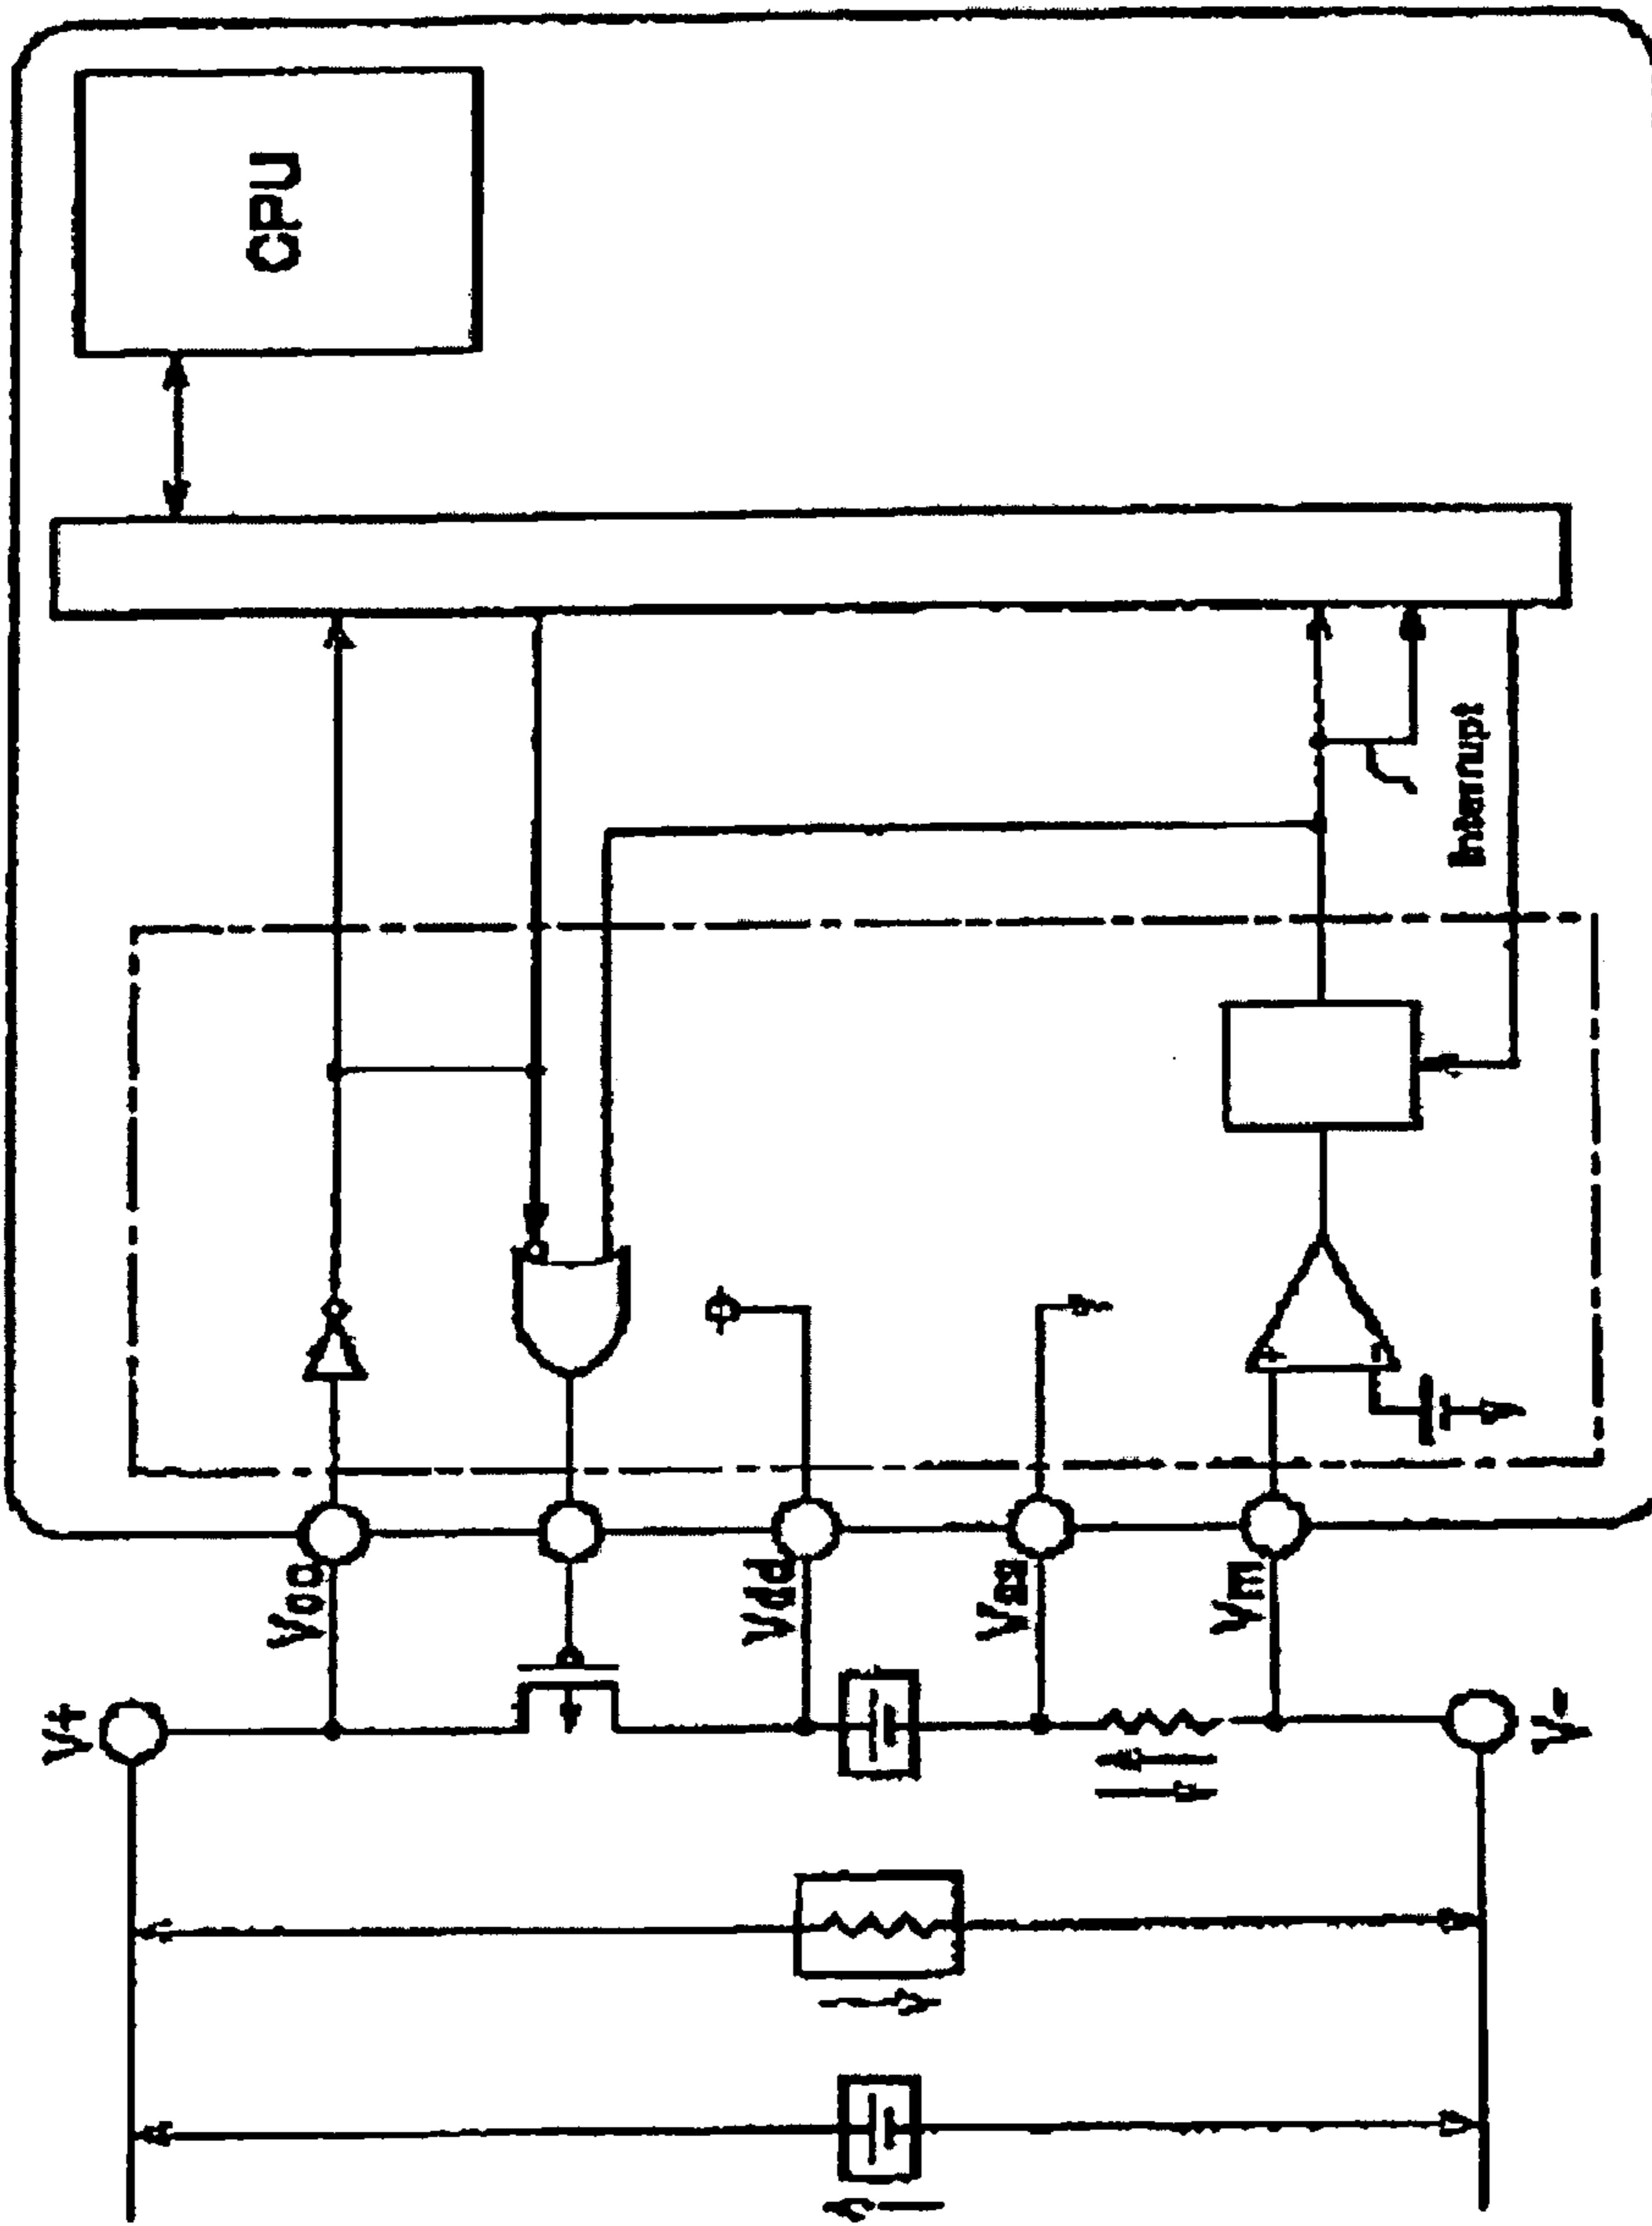 CPU
Interrupt
Voo
Vdd
Vss
Vm
V+
V-
+
-